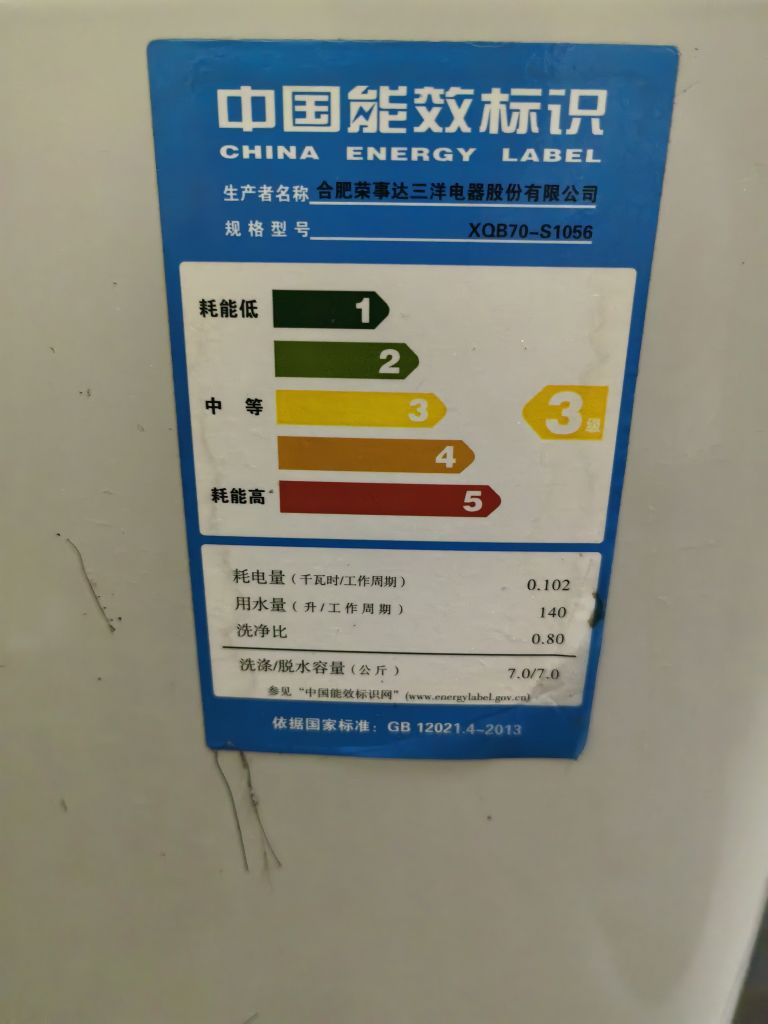 中国能效标识
CHINA ENERGY LABEL
生产者名称 合肥荣事达三洋电器股份有限公司
规格型号 XQB70-S1056
耗能低 1
2
中等 3 3级
4
耗能高 5
耗电量(千瓦时/工作周期) 0.102
用水量(升/工作周期) 140
洗净比 0.80
洗涤/脱水容量(公斤) 7.0/7.0
参见“中国能效标识网”(www.energylabel.gov.cn)
依据国家标准：GB 12021.4-2013